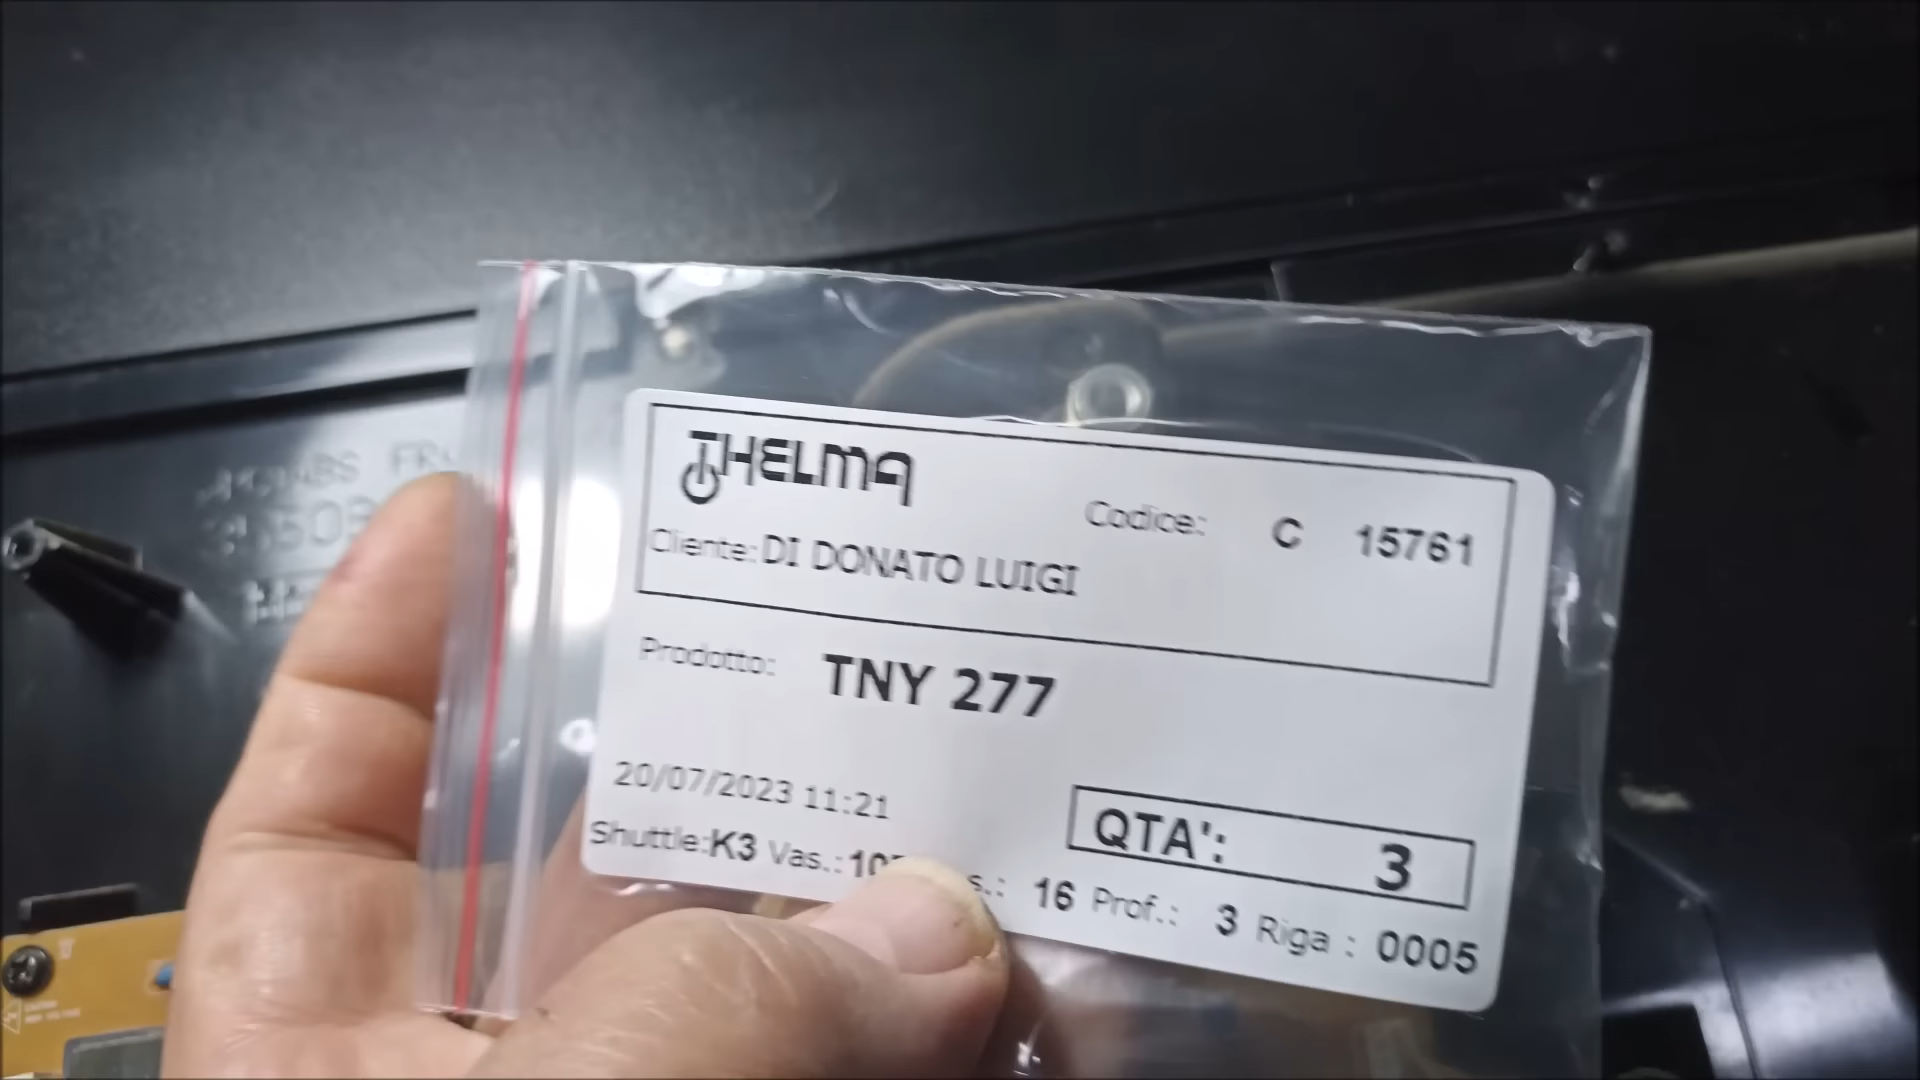 THELMA
Codice: C 15761
Cliente: DI DONATO LUIGI
Prodotto: TNY 277
20/07/2023 11:21
QTA': 3
Shuttle:K3 Vas.: 16 Prof.: 3 Riga : 0005